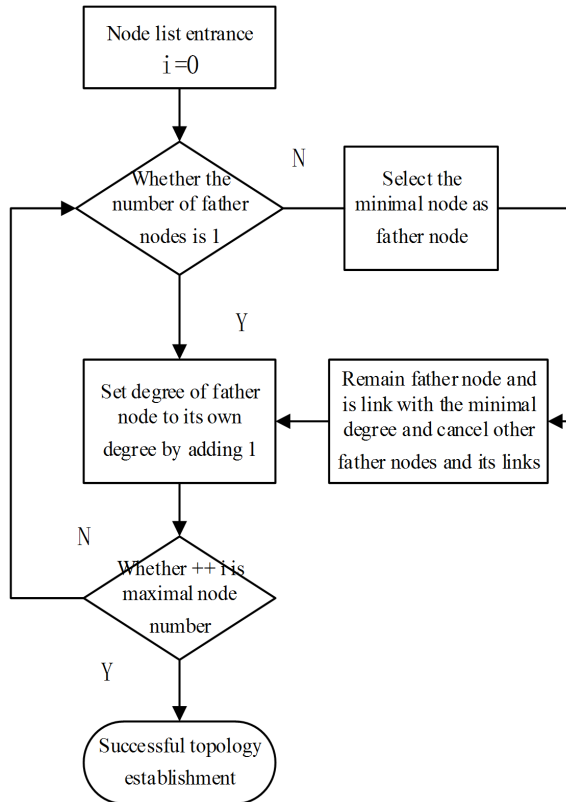 Node list entrance
i=0
Whether the
number of father
nodes is 1
N
Select the
minimal node as
father node
Y
Set degree of father
node to its own
degree by adding 1
Remain father node and
is link with the minimal
degree and cancel other
father nodes and its links
N
Whether ++ i is
maximal node
number
Y
Successful topology
establishment